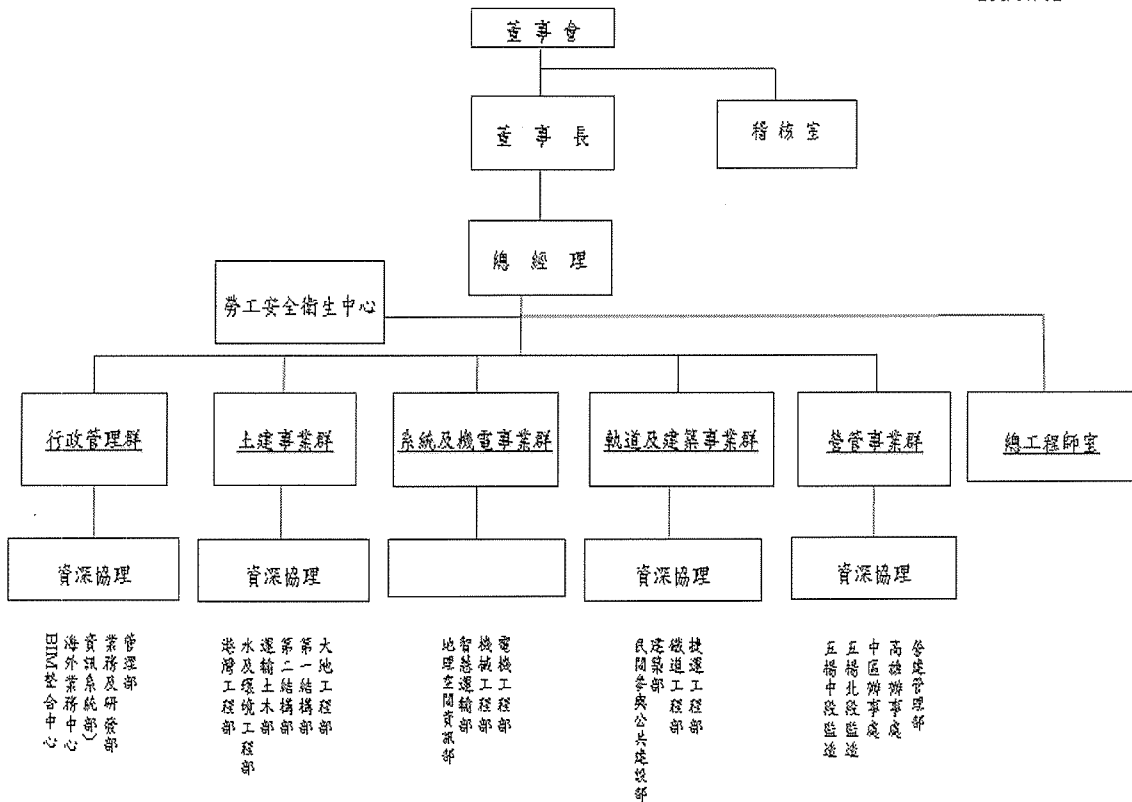 董事會
董事長
稽核室
總經理
勞工安全衛生中心
行政管理群
土建事業群
系統及機電事業群
軌道及建築事業群
營管事業群
總工程師室
資深協理
資深協理
資深協理
資深協理
管理部
業務及研發部
資訊系統部)
海外業務中心
BIM整合中心
大地工程部
第一結構部
第二結構部
運輸土木部
水及環境工程部
港灣工程部
電機工程部
機械工程部
智慧運輸部
地理空間資訊部
捷運工程部
鐵道工程部
建築部
民間參與公共建設部
營建管理部
高雄辦事處
中區辦事處
五楊北段監造
五楊中段監造